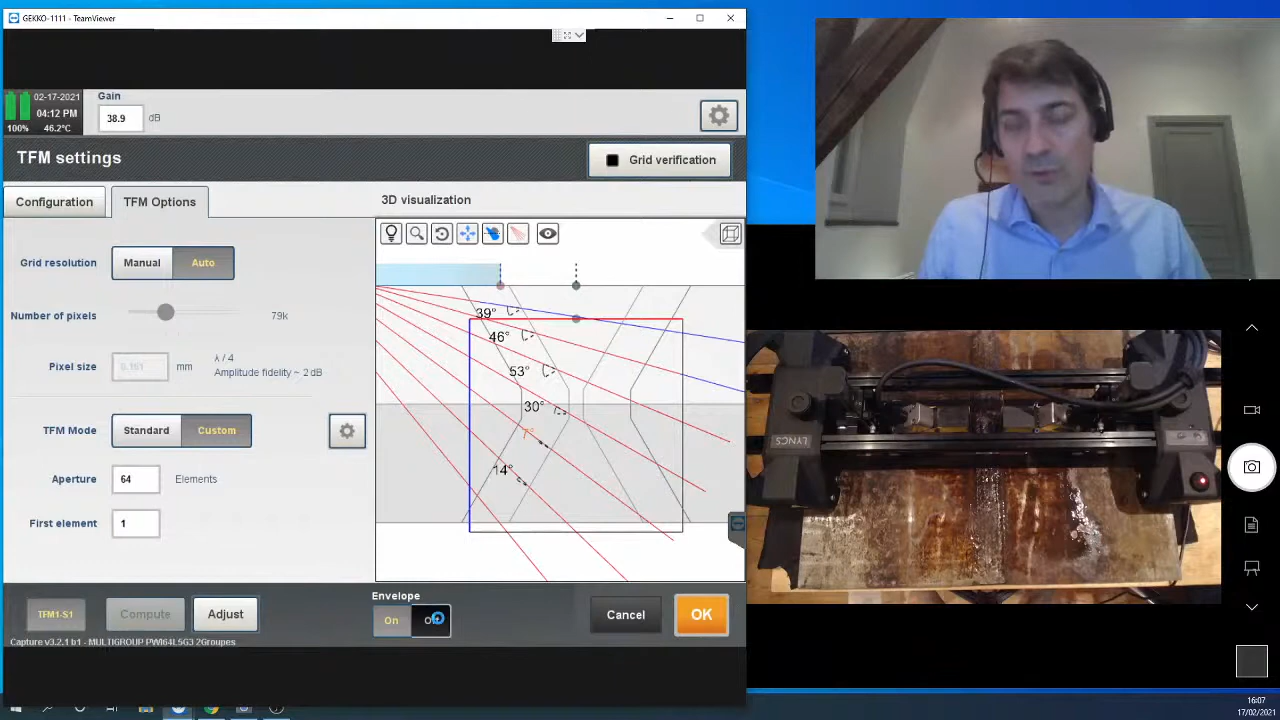 GEKKO-1111 - TeamViewer
02-17-2021
04:12 PM
100% 46.2°C
Gain
38.9 dB
TFM settings
Grid verification
Configuration
TFM Options
3D visualization
Grid resolution
Manual
Auto
Number of pixels
79k
Pixel size
mm
λ / 4
Amplitude fidelity ~ 2 dB
TFM Mode
Standard
Custom
Aperture
64
Elements
First element
1
39°
46°
53°
30°
7°
14°
TFM1-S1
Compute
Adjust
Envelope
On
Cancel
OK
Capture v3.2.1 b1 - MULTIGROUP PWI64L5G3 2Groupes
LYNCS
16:07
17/02/2021